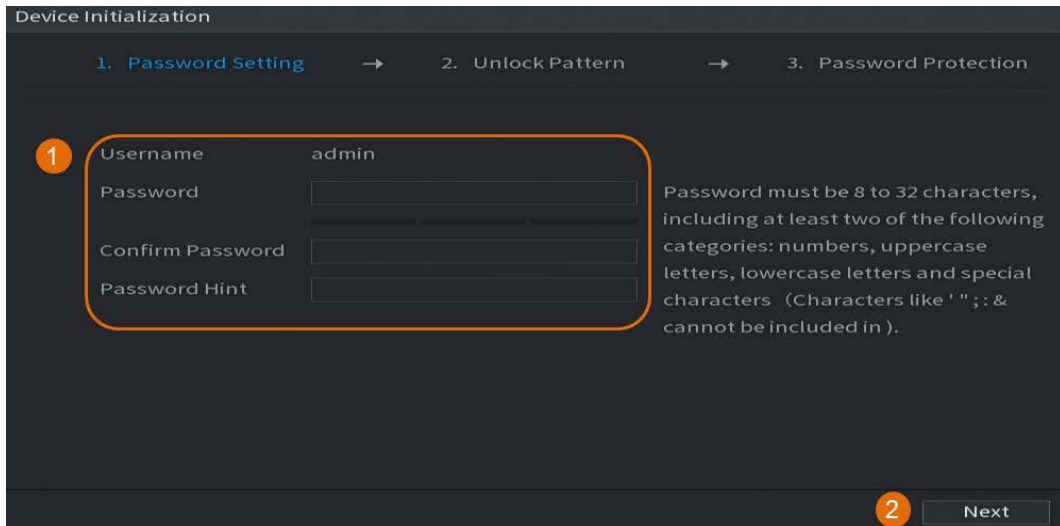 Device Initialization
1. Password Setting → 2. Unlock Pattern → 3. Password Protection
1
Username admin
Password
Confirm Password
Password Hint
Password must be 8 to 32 characters,
including at least two of the following
categories: numbers, uppercase
letters, lowercase letters and special
characters (Characters like ' " ; : &
cannot be included in ).
2
Next